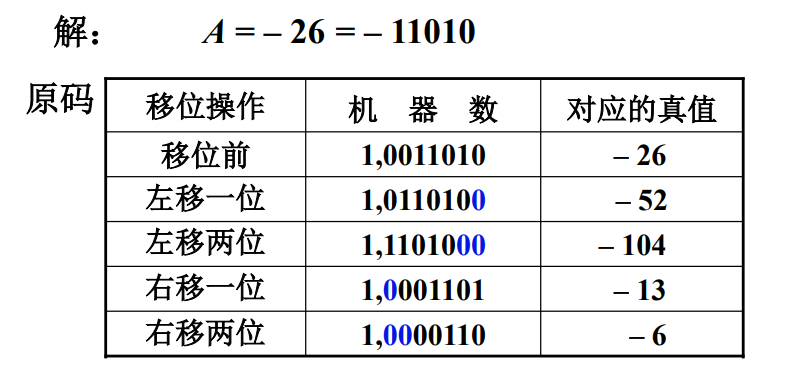 解： A = – 26 = – 11010
原码
移位操作 机 器 数 对应的真值
移位前 1,0011010 – 26
左移一位 1,0110100 – 52
左移两位 1,1101000 – 104
右移一位 1,0001101 – 13
右移两位 1,0000110 – 6